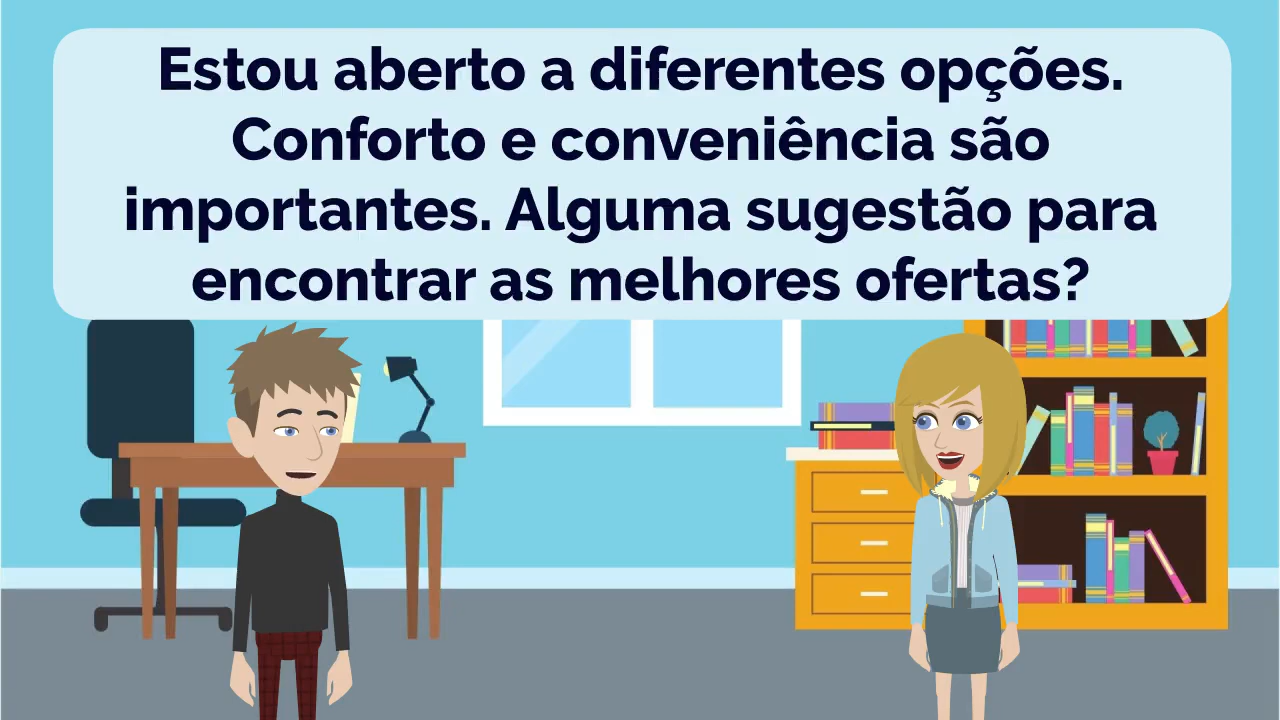 Estou aberto a diferentes opções.
Conforto e conveniência são
importantes. Alguma sugestão para
encontrar as melhores ofertas?